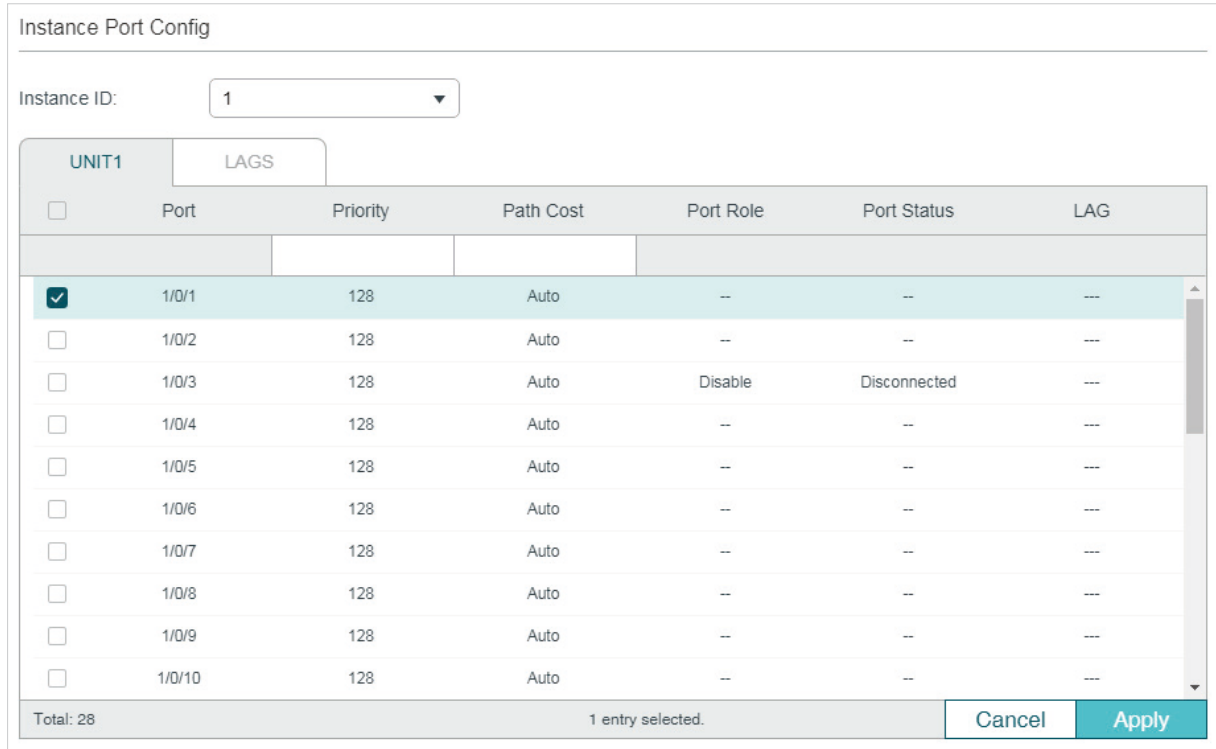 Instance Port Config
Instance ID: 1
UNIT1 LAGS
Port Priority Path Cost Port Role Port Status LAG
1/0/1 128 Auto -- -- ---
1/0/2 128 Auto -- -- ---
1/0/3 128 Auto Disable Disconnected ---
1/0/4 128 Auto -- -- ---
1/0/5 128 Auto -- -- ---
1/0/6 128 Auto -- -- ---
1/0/7 128 Auto -- -- ---
1/0/8 128 Auto -- -- ---
1/0/9 128 Auto -- -- ---
1/0/10 128 Auto -- -- ---
Total: 28 1 entry selected. Cancel Apply